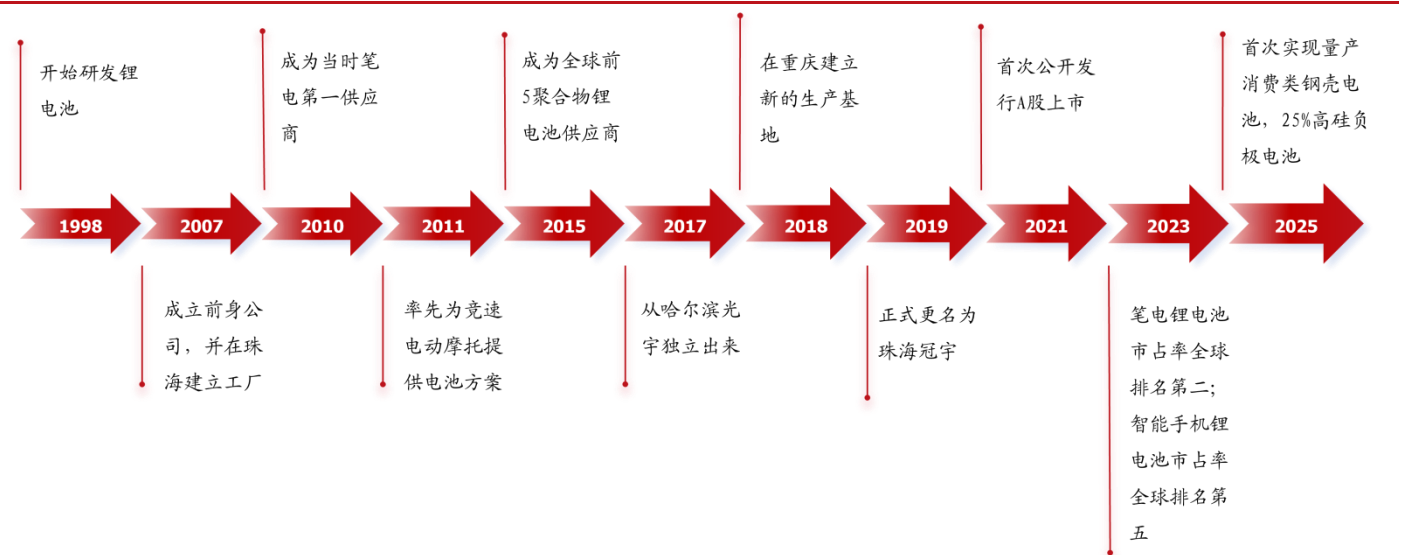 开始研发锂
电池
成为当时笔
电第一供应
商
成为全球前
5聚合物锂
电池供应商
在重庆建立
新的生产基
地
首次公开发
行A股上市
首次实现量产
消费类钢壳电
池，25%高硅负
极电池
1998
2007
2010
2011
2015
2017
2018
2019
2021
2023
2025
成立前身公
司，并在珠
海建立工厂
率先为竞速
电动摩托提
供电池方案
从哈尔滨光
宇独立出来
正式更名为
珠海冠宇
笔电锂电池
市占率全球
排名第二；
智能手机锂
电池市占率
全球排名第
五